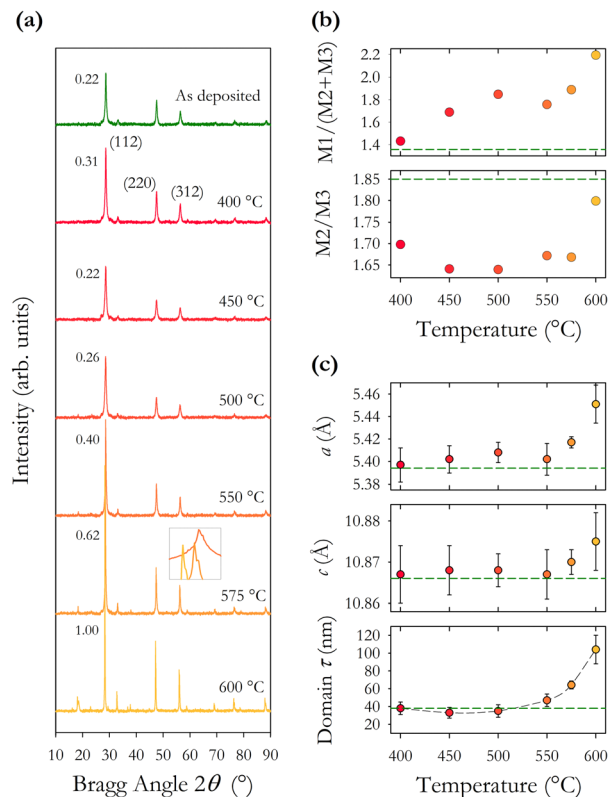 (a)
0.22
As deposited
(112)
0.31
(220)
(312)
400 °C
0.22
450 °C
0.26
500 °C
0.40
550 °C
0.62
575 °C
1.00
600 °C
Intensity (arb. units)
10 20 30 40 50 60 70 80 90
Bragg Angle 2θ (°)
(b)
2.2
2.0
1.8
1.6
1.4
M1/(M2+M3)
1.85
1.80
1.75
1.70
1.65
M2/M3
400 450 500 550 600
Temperature (°C)
(c)
5.46
5.44
5.42
5.40
5.38
a (Å)
10.88
10.87
10.86
c (Å)
120
100
80
60
40
20
Domain τ (nm)
400 450 500 550 600
Temperature (°C)